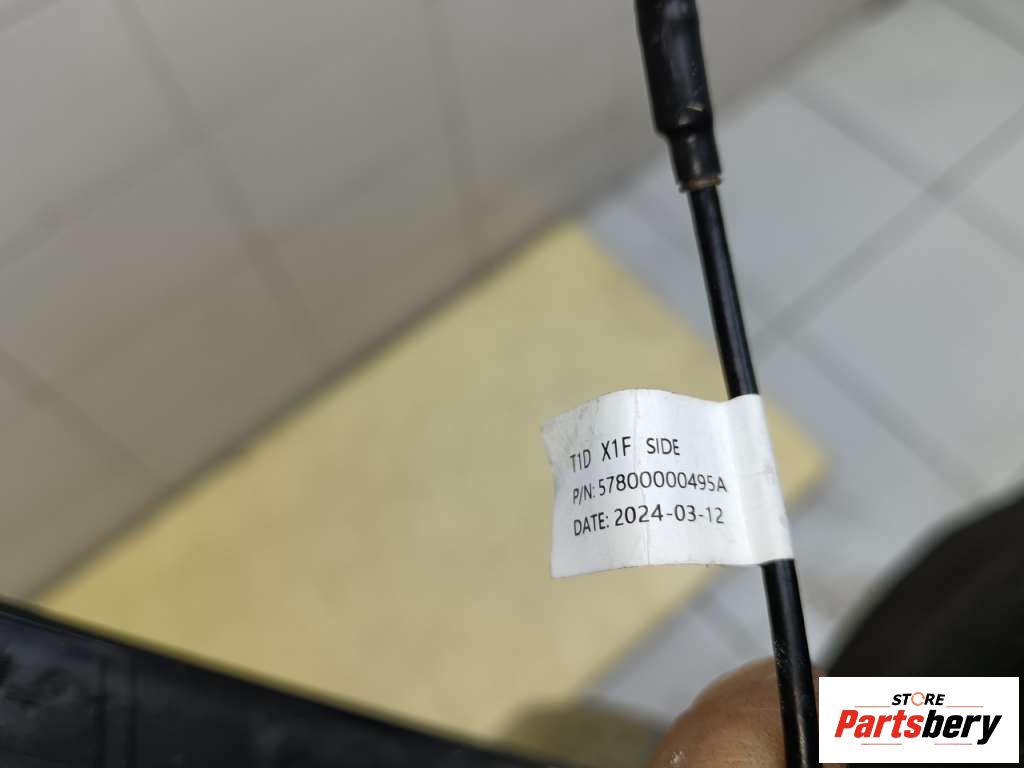 T1D X1F SIDE
P/N: 57800000495A
DATE: 2024-03-12
STORE
Partsbery